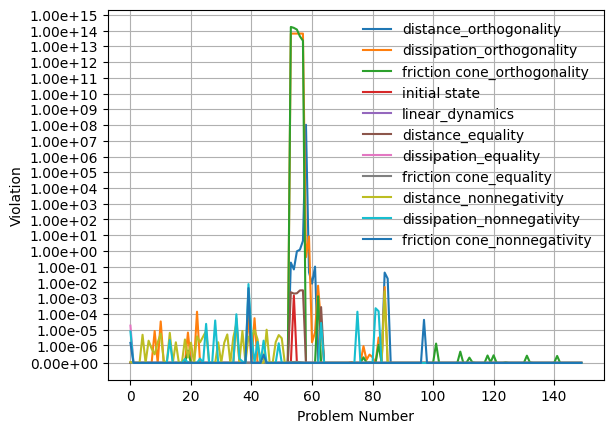 1.00e+15
1.00e+14
1.00e+13
1.00e+12
1.00e+11
1.00e+10
1.00e+09
1.00e+08
1.00e+07
1.00e+06
1.00e+05
1.00e+04
1.00e+03
1.00e+02
1.00e+01
1.00e+00
1.00e-01
1.00e-02
1.00e-03
1.00e-04
1.00e-05
1.00e-06
0.00e+00
Violation
distance_orthogonality
dissipation_orthogonality
friction cone_orthogonality
initial state
linear_dynamics
distance_equality
dissipation_equality
friction cone_equality
distance_nonnegativity
dissipation_nonnegativity
friction cone_nonnegativity
0 20 40 60 80 100 120 140
Problem Number